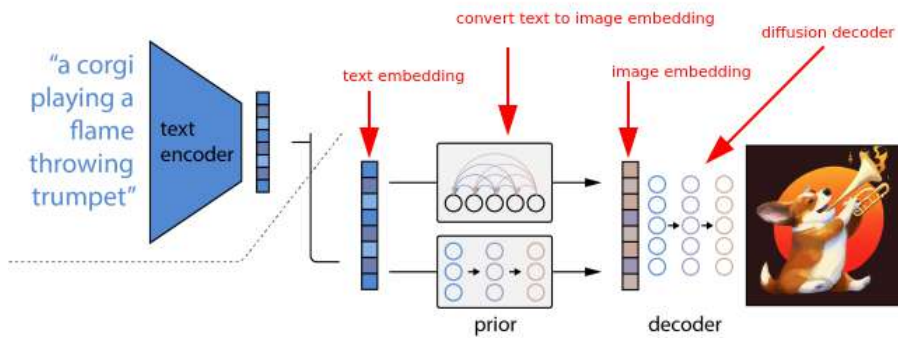 convert text to image embedding
diffusion decoder
text embedding
image embedding
“a corgi
playing a
flame
throwing
trumpet”
text
encoder
prior
decoder